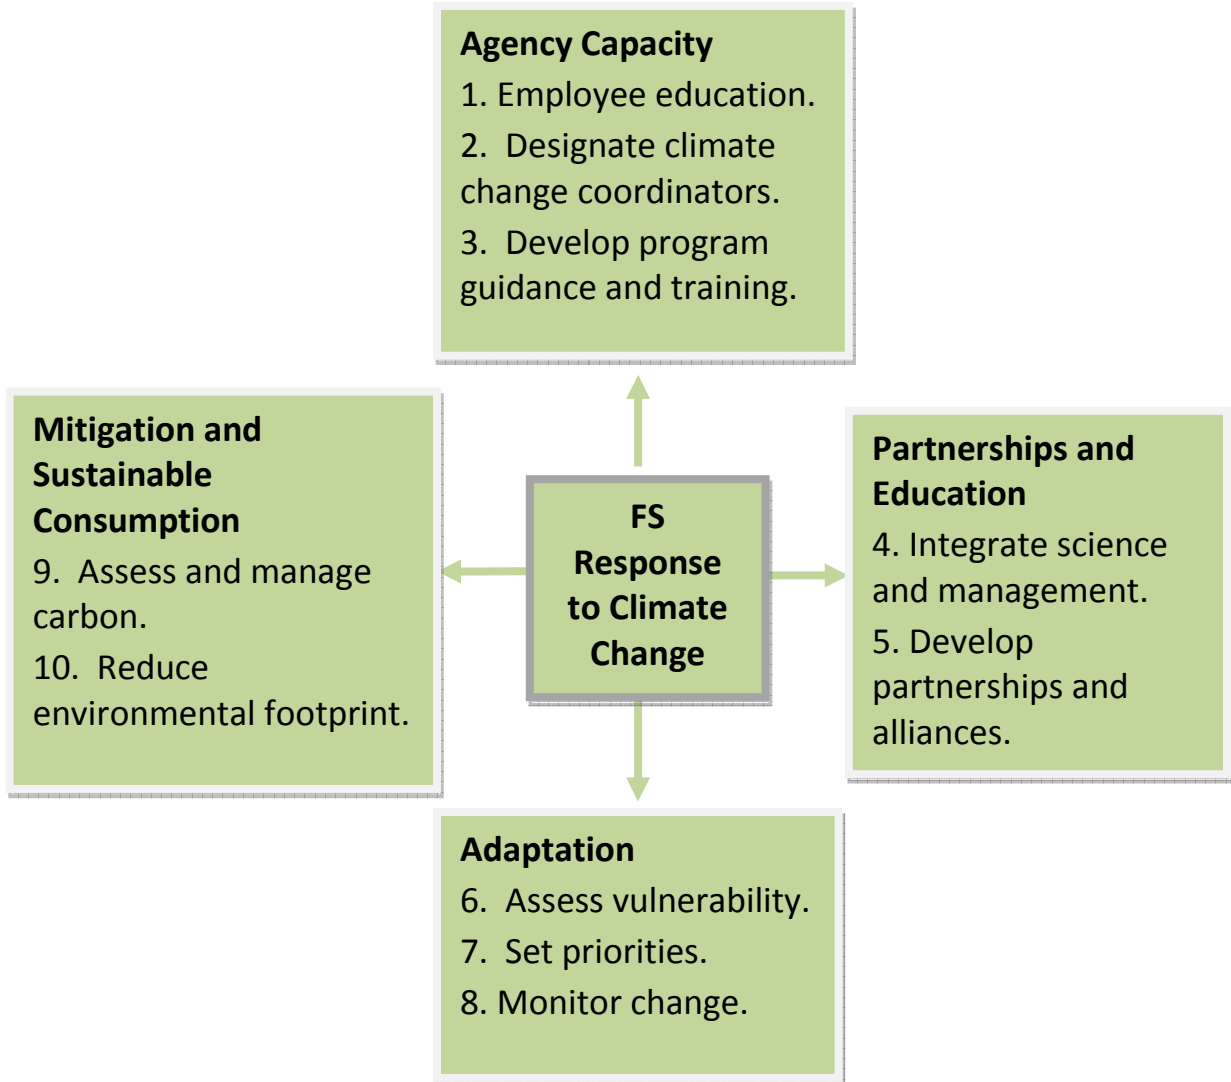 Agency Capacity
1. Employee education.
2.  Designate climate
change coordinators.
3.  Develop program
guidance and training.
Mitigation and
Sustainable
Consumption
9.  Assess and manage
carbon.
10.  Reduce
environmental footprint.
FS
Response
to Climate
Change
Partnerships and
Education
4. Integrate science
and management.
5. Develop
partnerships and
alliances.
Adaptation
6.  Assess vulnerability.
7.  Set priorities.
8. Monitor change.